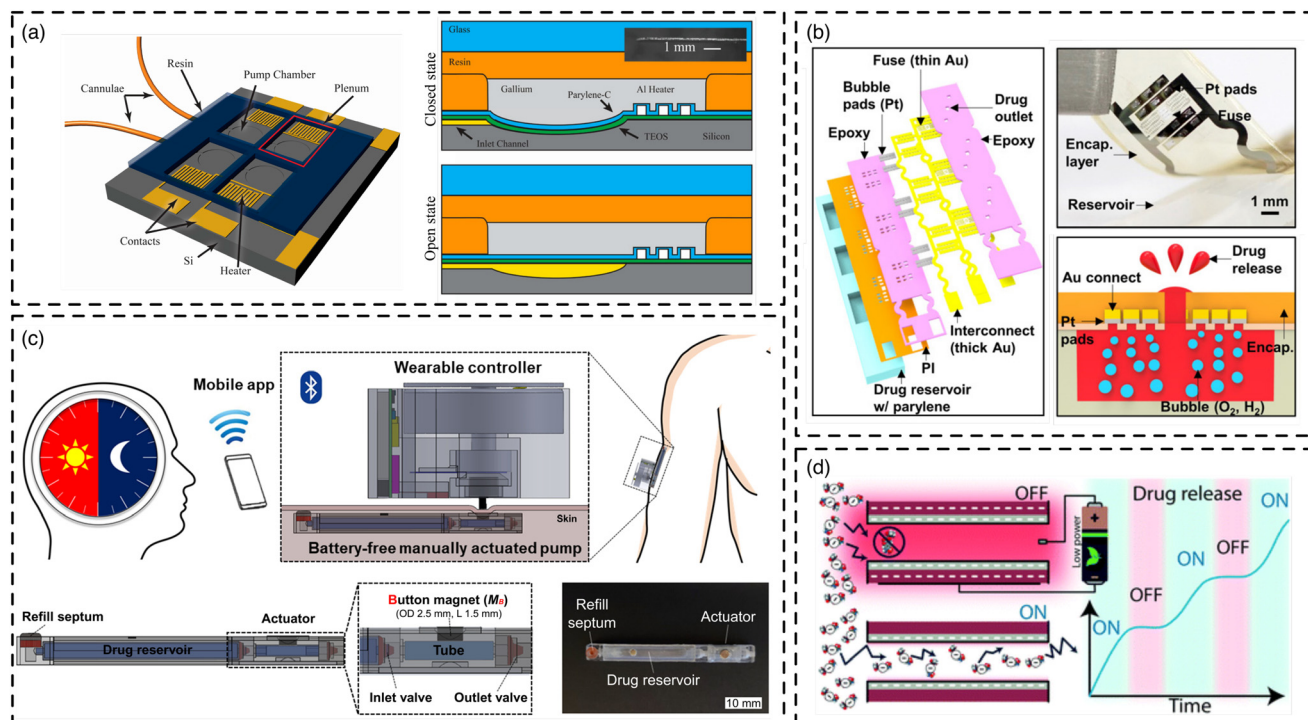 (a)
Cannulae
Resin
Pump Chamber
Plenum
Contacts
Si
Heater
Closed state
Glass
1 mm
Resin
Gallium
Parylene-C
Al Heater
Inlet Channel
TEOS
Silicon
Open state
(b)
Fuse (thin Au)
Bubble
pads (Pt)
Epoxy
Drug
outlet
Epoxy
Interconnect
(thick Au)
PI
Drug reservoir
w/ parylene
Pt pads
Fuse
Encap.
layer
Reservoir
1 mm
Drug
release
Au connect
Pt
pads
Encap.
Bubble (O₂, H₂)
(c)
Mobile app
Wearable controller
Skin
Battery-free manually actuated pump
Refill septum
Actuator
Drug reservoir
Button magnet (MB)
(OD 2.5 mm, L 1.5 mm)
Tube
Inlet valve
Outlet valve
Refill
septum
Actuator
Drug reservoir
10 mm
(d)
OFF
Low power
+
-
ON
Drug release
ON
OFF
ON
OFF
ON
Time